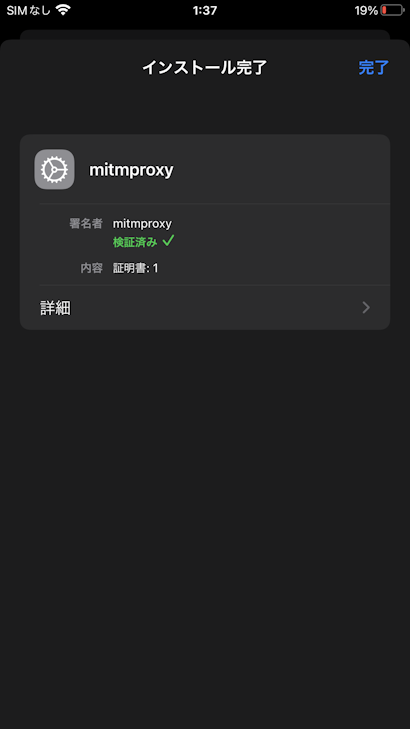 SIMなし 1:37 19%
インストール完了 完了
mitmproxy
署名者 mitmproxy
検証済み ✓
内容 証明書: 1
詳細